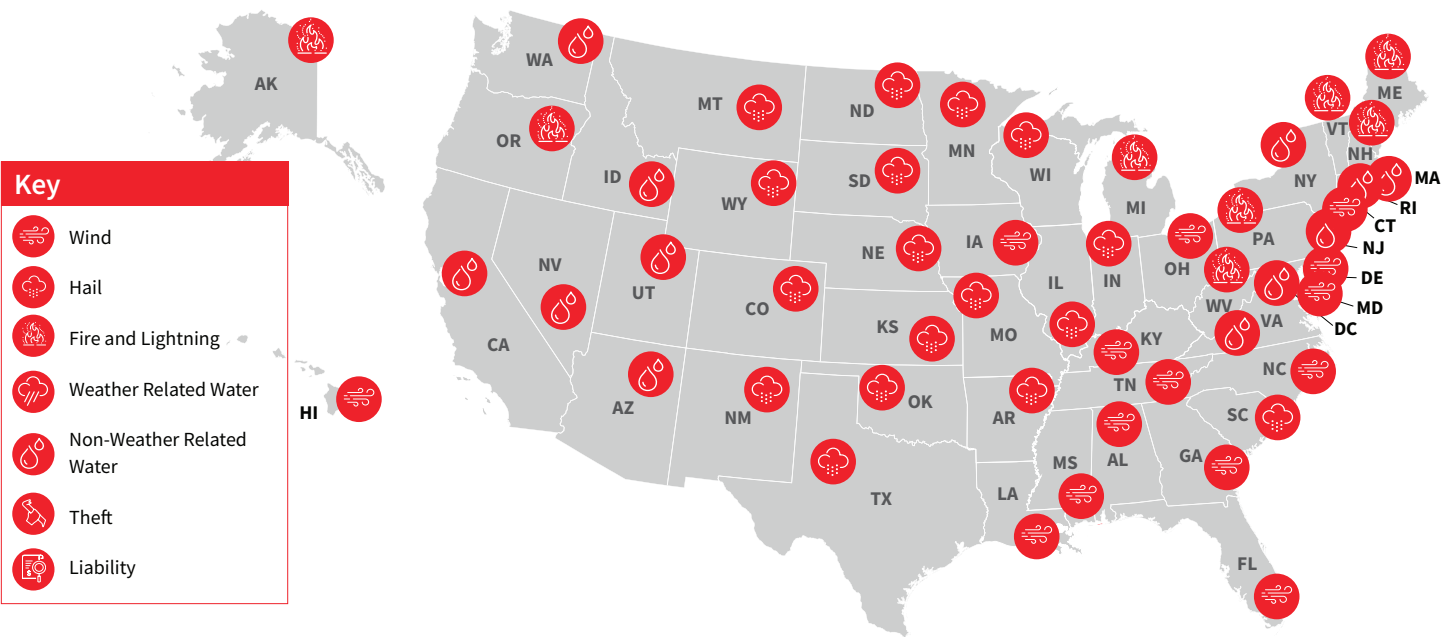 Key
Wind
Hail
Fire and Lightning
Weather Related Water
Non-Weather Related
Water
Theft
Liability
AK
HI
WA
OR
CA
NV
ID
MT
WY
UT
AZ
CO
NM
ND
SD
NE
KS
OK
TX
MN
IA
MO
AR
LA
WI
IL
MI
IN
OH
KY
TN
MS
AL
GA
FL
SC
NC
VA
WV
PA
NY
VT
NH
ME
MA
RI
CT
NJ
DE
MD
DC